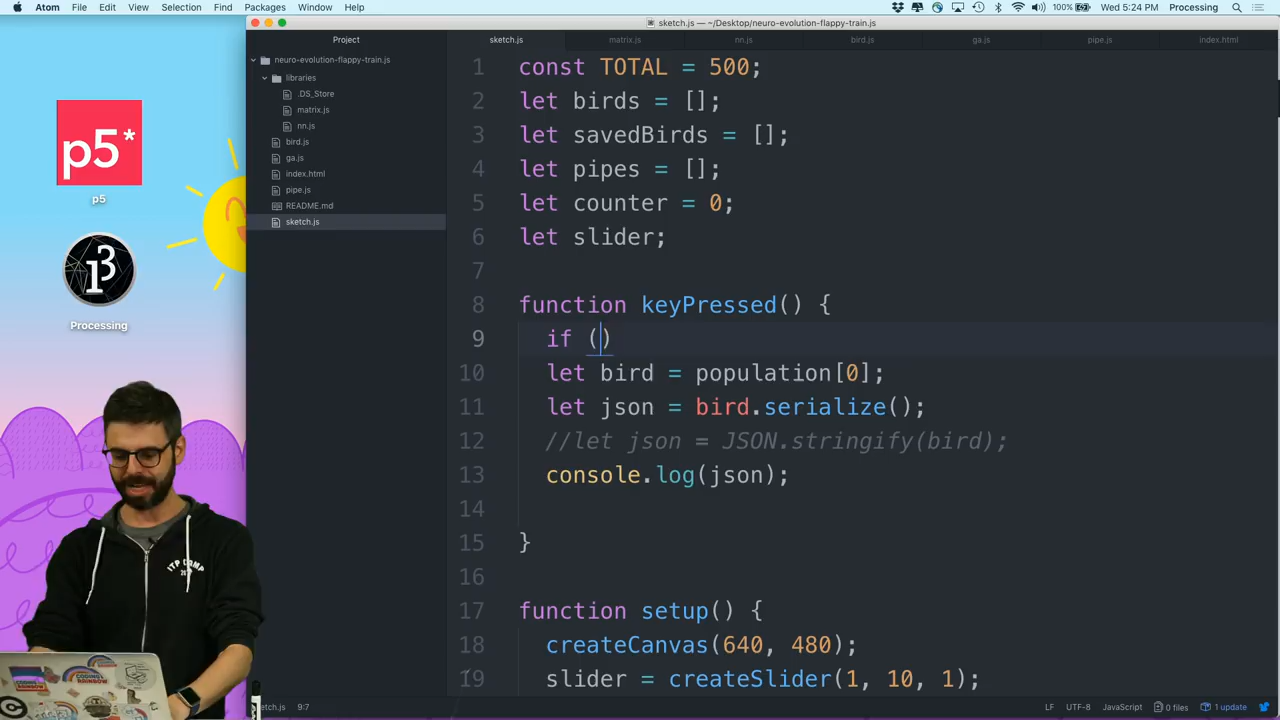 Atom File Edit View Selection Find Packages Window Help 100% Wed 5:24 PM Processing
sketch.js — ~/Desktop/neuro-evolution-flappy-train.js
Project
sketch.js matrix.js nn.js bird.js ga.js pipe.js index.html
neuro-evolution-flappy-train.js
libraries
.DS_Store
matrix.js
nn.js
bird.js
ga.js
index.html
pipe.js
README.md
sketch.js
p5*
p5
Processing
1 const TOTAL = 500;
2 let birds = [];
3 let savedBirds = [];
4 let pipes = [];
5 let counter = 0;
6 let slider;
7
8 function keyPressed() {
9 if ()
10 let bird = population[0];
11 let json = bird.serialize();
12 //let json = JSON.stringify(bird);
13 console.log(json);
14
15 }
16
17 function setup() {
18 createCanvas(640, 480);
19 slider = createSlider(1, 10, 1);
ITP CAMP
sketch.js 9:7 LF UTF-8 JavaScript 0 files 1 update